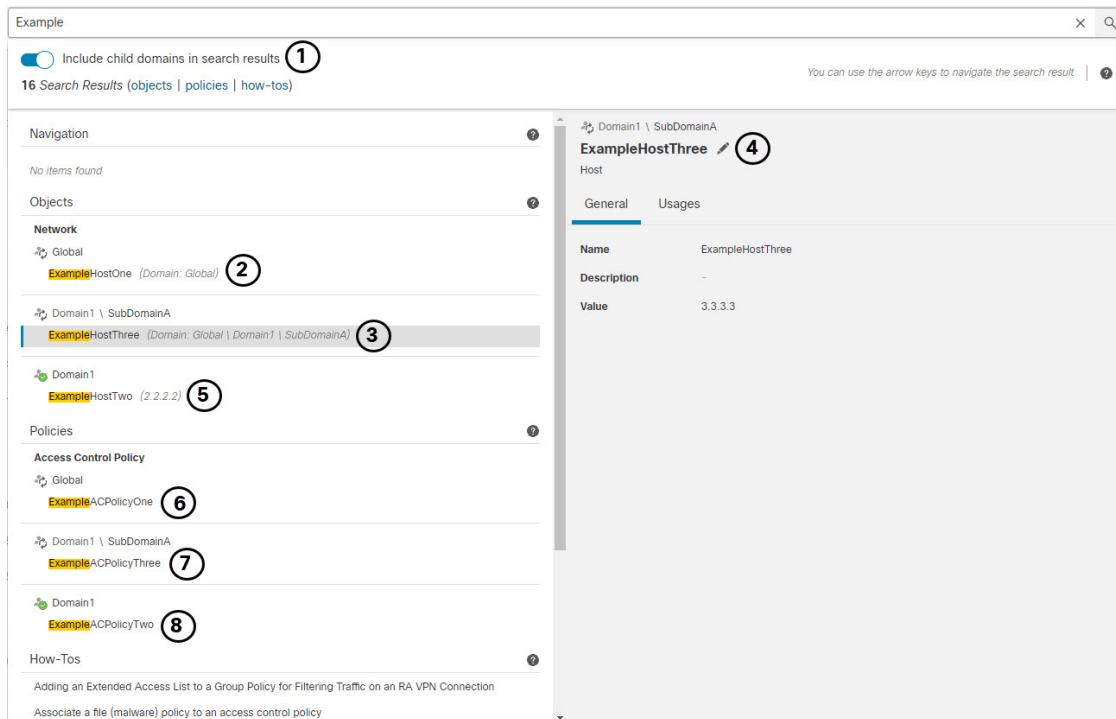 Example
Include child domains in search results 1
16 Search Results (objects | policies | how-tos)
You can use the arrow keys to navigate the search result
Navigation
No items found
Objects
Network
Global
ExampleHostOne (Domain: Global) 2
Domain1 \ SubDomainA
ExampleHostThree (Domain: Global \ Domain1 \ SubDomainA) 3
Domain1
ExampleHostTwo (2.2.2.2) 5
Policies
Access Control Policy
Global
ExampleACPolicyOne 6
Domain1 \ SubDomainA
ExampleACPolicyThree 7
Domain1
ExampleACPolicyTwo 8
How-Tos
Adding an Extended Access List to a Group Policy for Filtering Traffic on an RA VPN Connection
Associate a file (malware) policy to an access control policy
Domain1 \ SubDomainA
ExampleHostThree 4
Host
General Usages
Name ExampleHostThree
Description –
Value 3.3.3.3